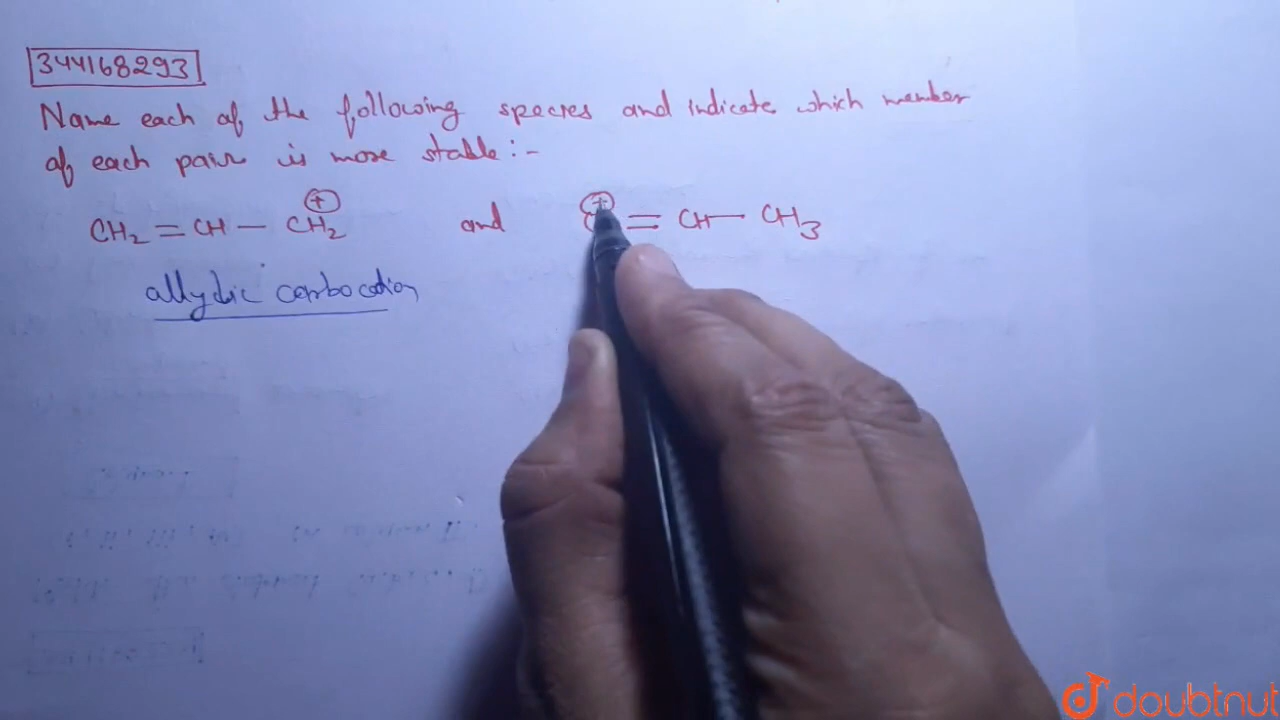 344168293
Name each of the following species and indicate which member
of each pair is more stable:-
CH2 = CH - CH2 ⊕ and ⊕ = CH - CH3
allylic carbocation
doubtnut